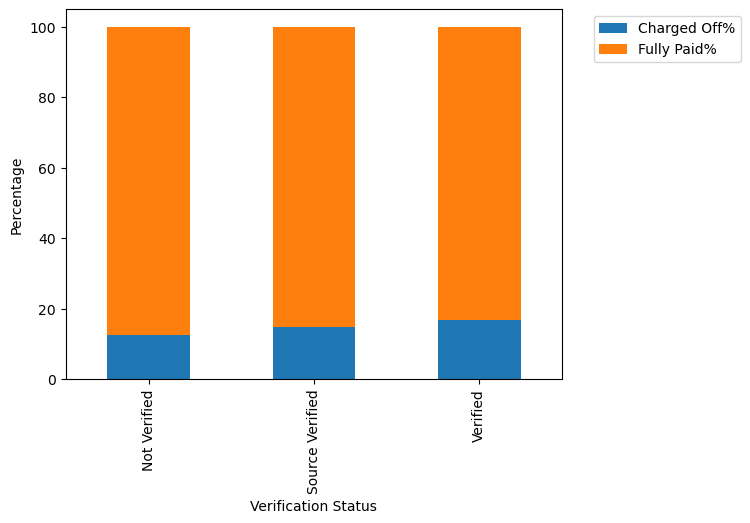 100
80
60
40
20
0
Percentage
Not Verified
Source Verified
Verified
Verification Status
Charged Off%
Fully Paid%